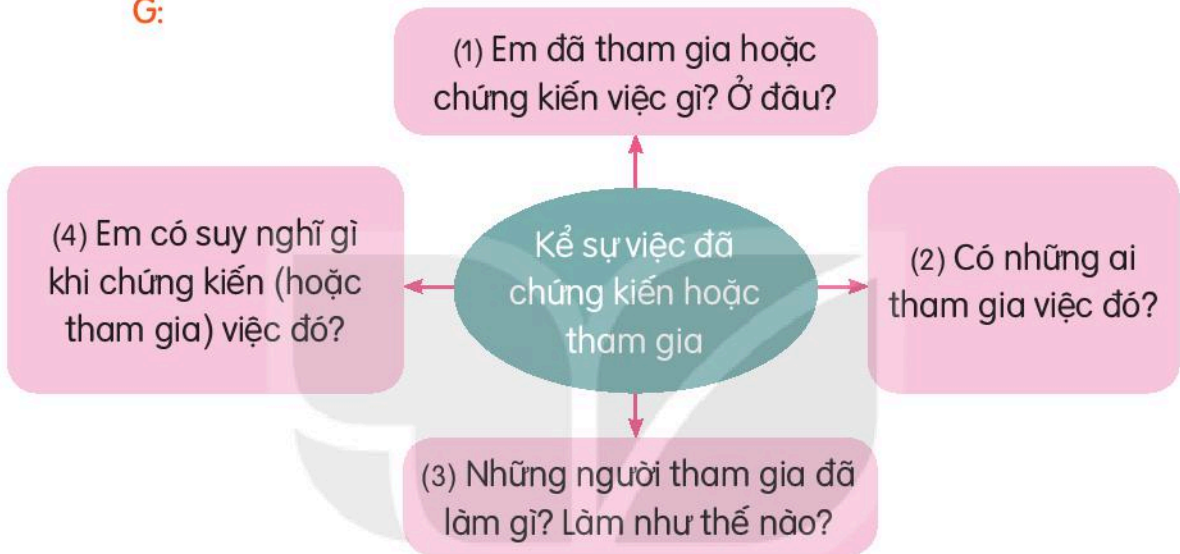 G:
(1) Em đã tham gia hoặc
chứng kiến việc gì? Ở đâu?
(4) Em có suy nghĩ gì
khi chứng kiến (hoặc
tham gia) việc đó?
Kể sự việc đã
chứng kiến hoặc
tham gia
(2) Có những ai
tham gia việc đó?
(3) Những người tham gia đã
làm gì? Làm như thế nào?